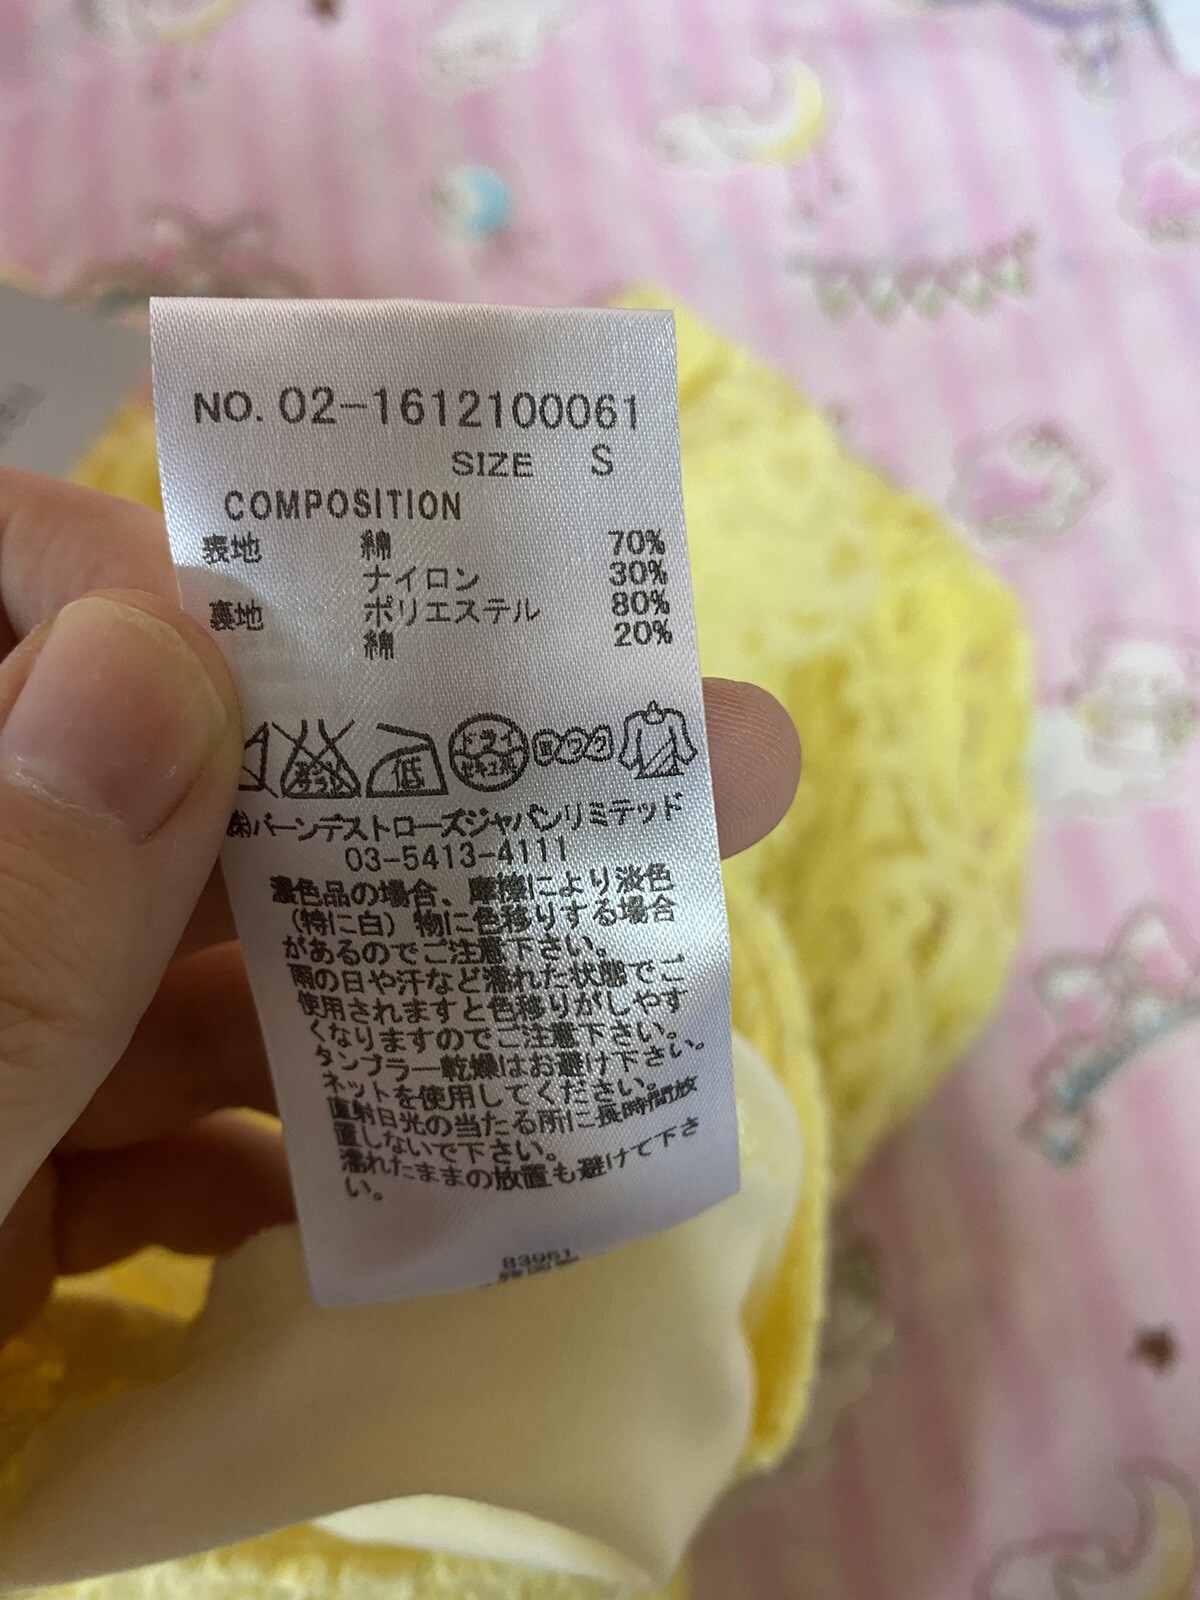 NO. 02-1612100061
SIZE S
COMPOSITION
表地 綿 70%
ナイロン 30%
裏地 ポリエステル 80%
綿 20%
低 ドライ セキユ系
㈱バーンデストローズジャパンリミテッド
03-5413-4111
濃色品の場合、摩擦により淡色
(特に白)物に色移りする場合
があるのでご注意下さい。
雨の日や汗など濡れた状態でご
使用されますと色移りがしやす
くなりますのでご注意下さい。
タンブラー乾燥はお避け下さい。
ネットを使用してください。
直射日光の当たる所に長時間放
置しないで下さい。
濡れたままの放置も避けて下さ
い。
83961